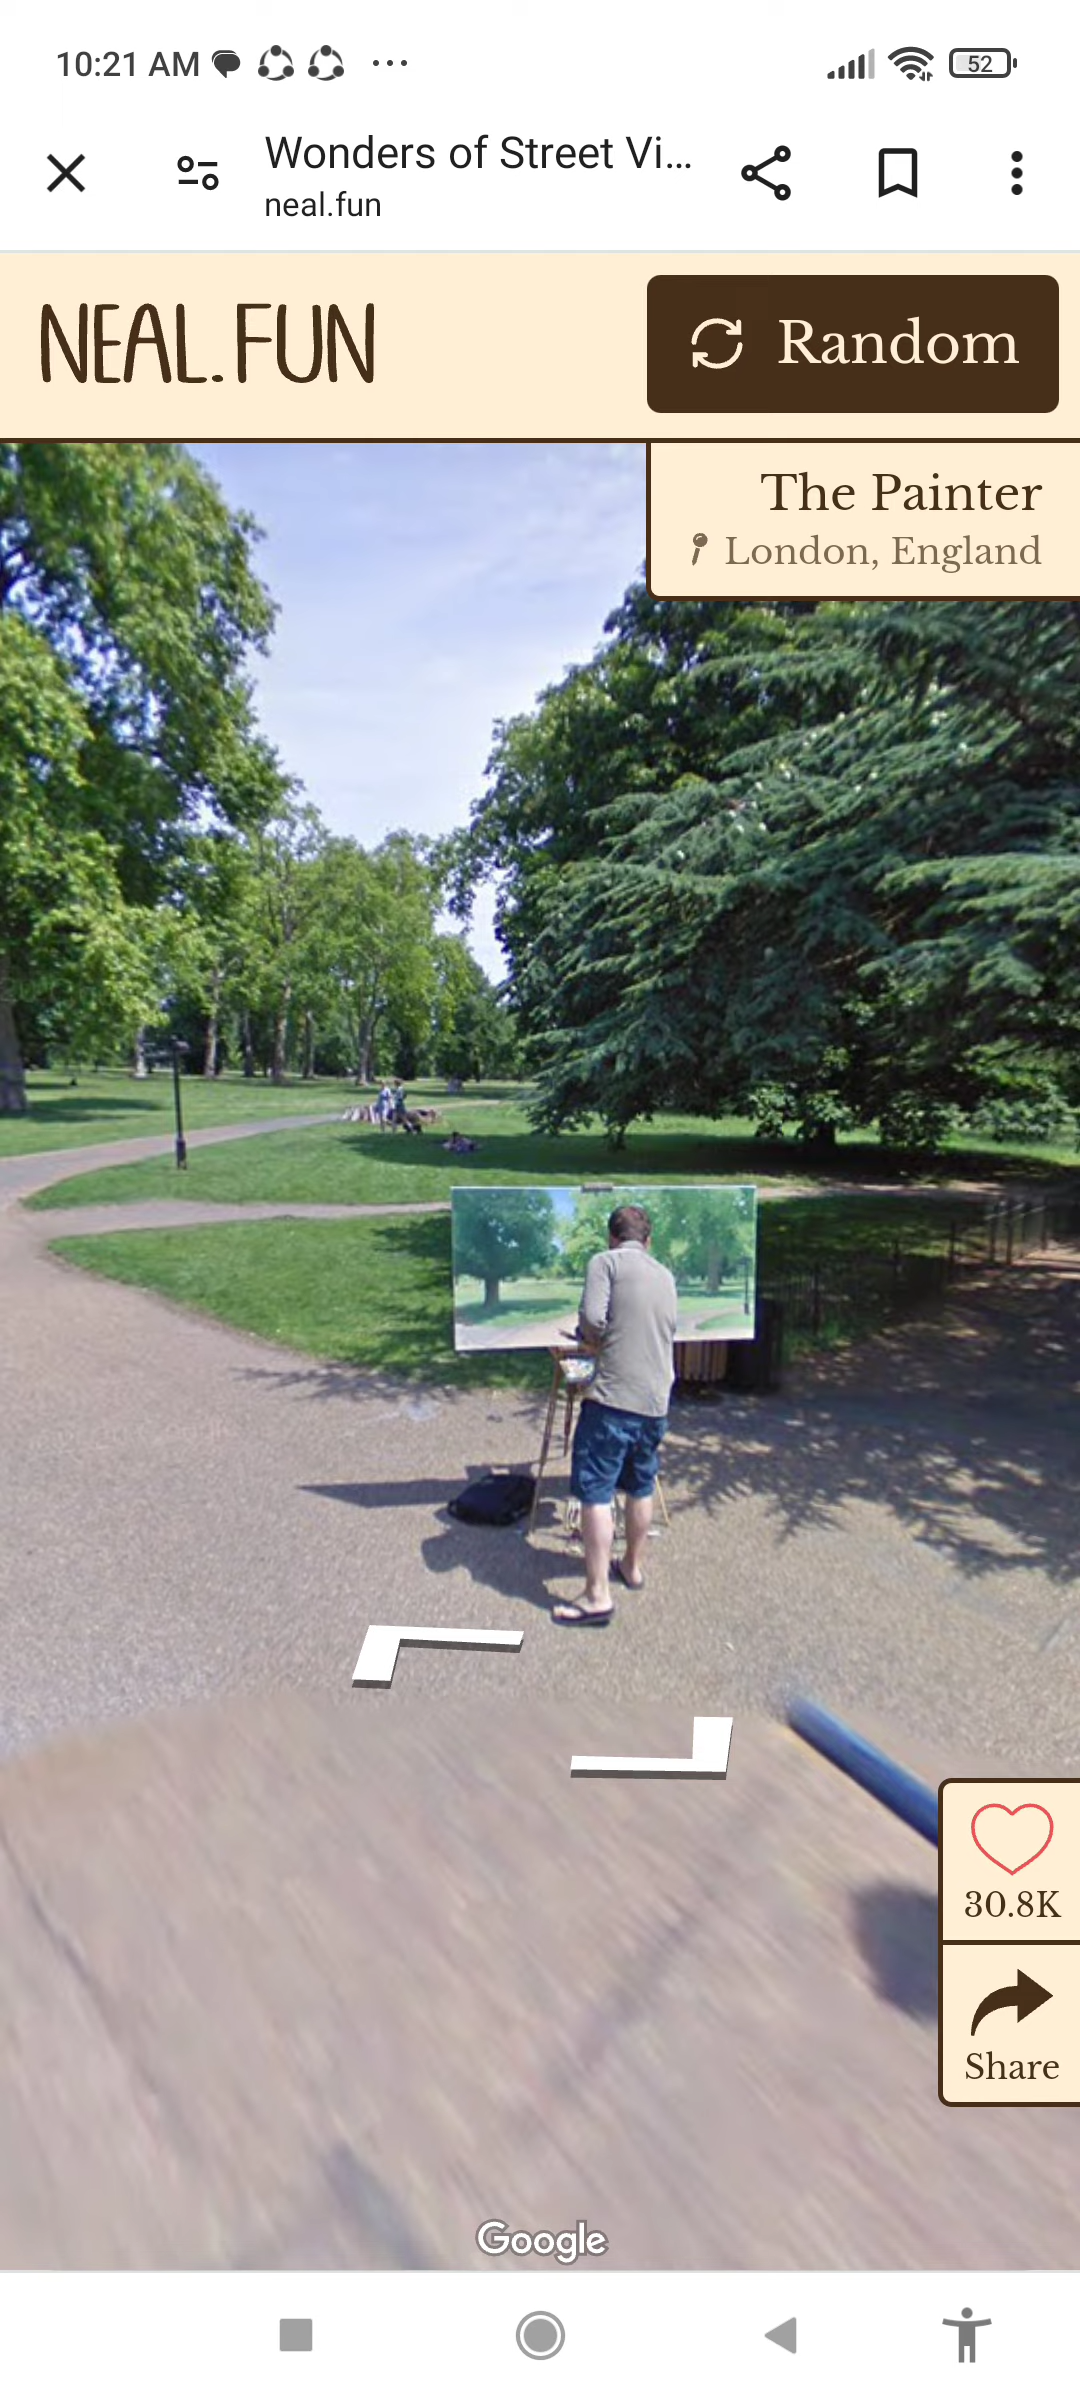 10:21 AM
52
Wonders of Street Vi...
neal.fun
NEAL.FUN
Random
The Painter
London, England
30.8K
Share
Google